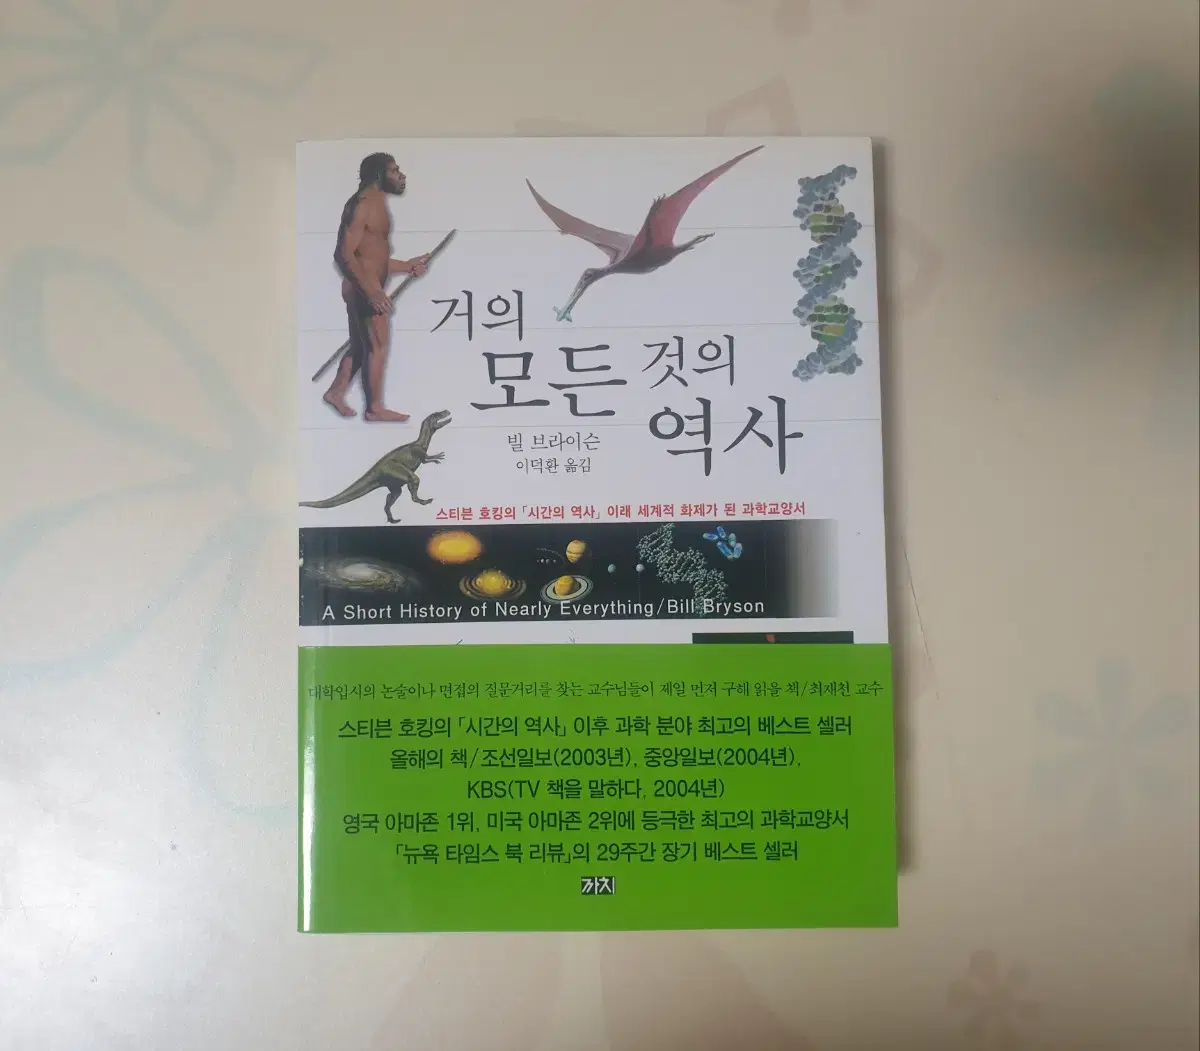 거의
모든 것의
역사
빌 브라이슨
이덕환 옮김
스티븐 호킹의 「시간의 역사」 이래 세계적 화제가 된 과학교양서
A Short History of Nearly Everything/Bill Bryson
대학입시의 논술이나 면접의 질문거리를 찾는 교수님들이 제일 먼저 구해 읽을 책/최재천 교수
스티븐 호킹의 「시간의 역사」 이후 과학 분야 최고의 베스트 셀러
올해의 책/조선일보(2003년), 중앙일보(2004년),
KBS(TV 책을 말하다, 2004년)
영국 아마존 1위, 미국 아마존 2위에 등극한 최고의 과학교양서
「뉴욕 타임스 북 리뷰」의 29주간 장기 베스트 셀러
까치